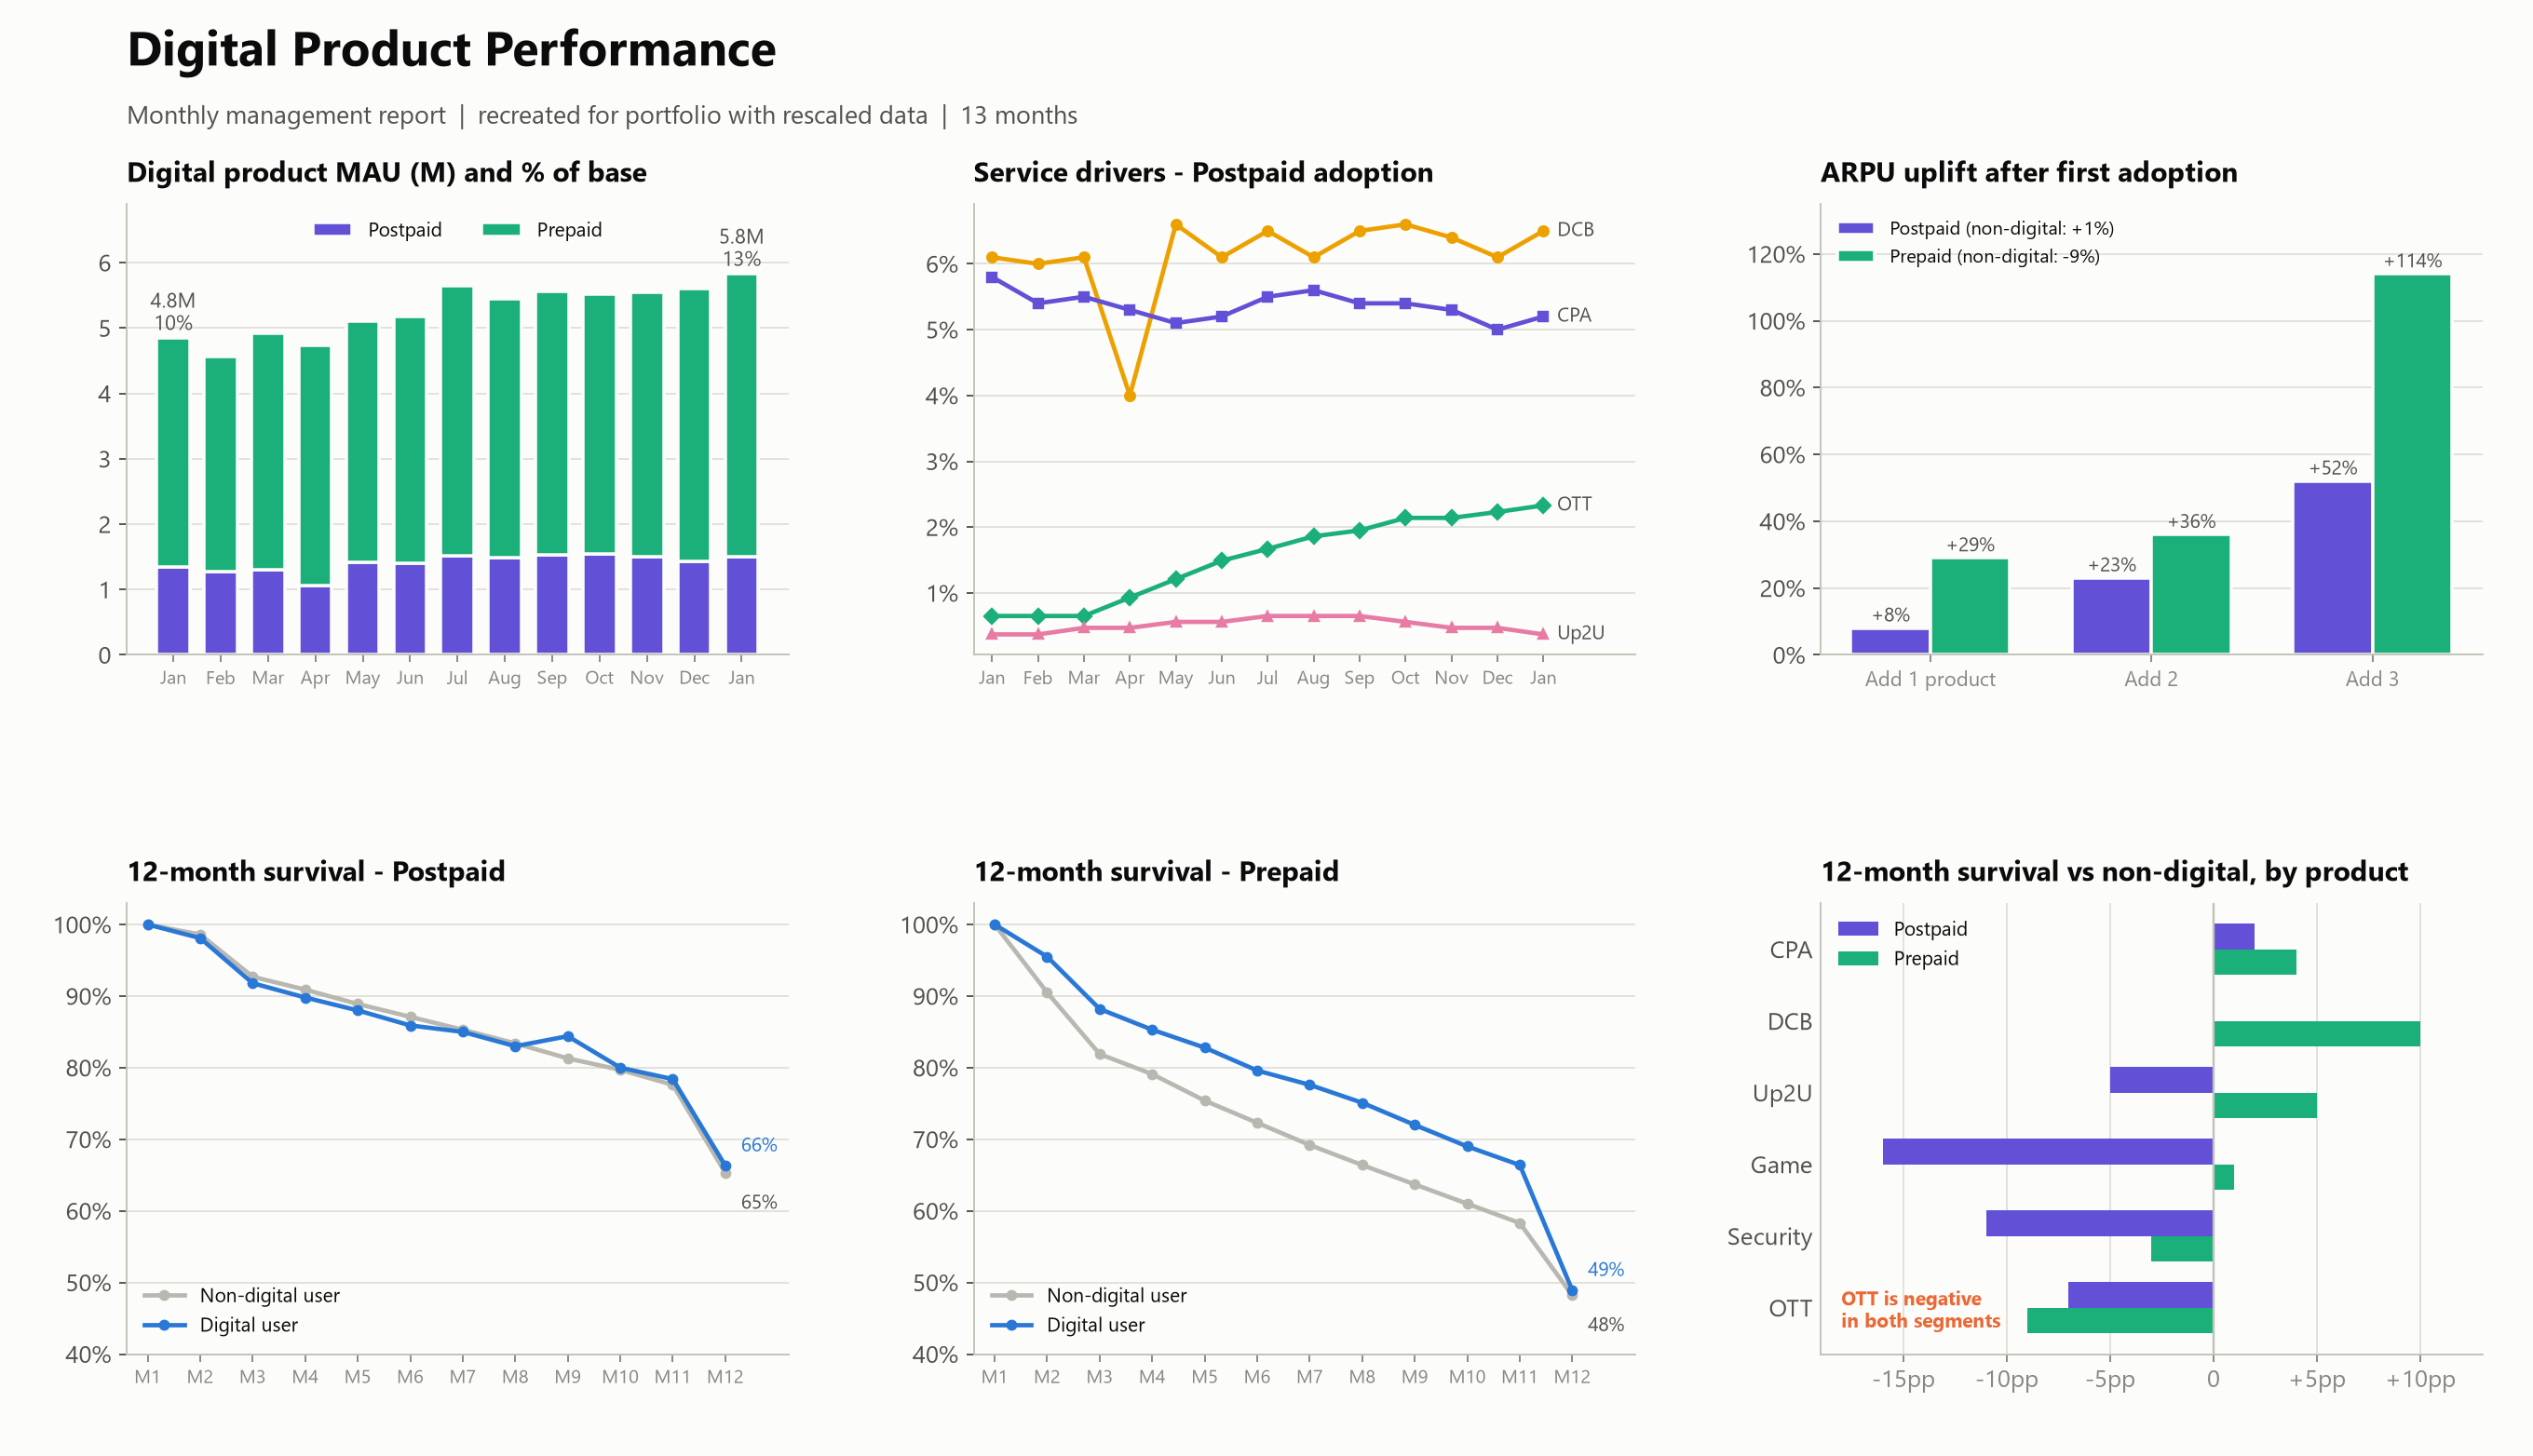 Digital Product Performance
Monthly management report | recreated for portfolio with rescaled data | 13 months
Digital product MAU (M) and % of base
Postpaid
Prepaid
4.8M
10%
5.8M
13%
6
5
4
3
2
1
0
Jan Feb Mar Apr May Jun Jul Aug Sep Oct Nov Dec Jan
Service drivers - Postpaid adoption
6%
5%
4%
3%
2%
1%
DCB
CPA
OTT
Up2U
Jan Feb Mar Apr May Jun Jul Aug Sep Oct Nov Dec Jan
ARPU uplift after first adoption
Postpaid (non-digital: +1%)
Prepaid (non-digital: -9%)
120%
100%
80%
60%
40%
20%
0%
+8%
+29%
+23%
+36%
+52%
+114%
Add 1 product Add 2 Add 3
12-month survival - Postpaid
100%
90%
80%
70%
60%
50%
40%
66%
65%
Non-digital user
Digital user
M1 M2 M3 M4 M5 M6 M7 M8 M9 M10 M11 M12
12-month survival - Prepaid
100%
90%
80%
70%
60%
50%
40%
49%
48%
Non-digital user
Digital user
M1 M2 M3 M4 M5 M6 M7 M8 M9 M10 M11 M12
12-month survival vs non-digital, by product
Postpaid
Prepaid
CPA
DCB
Up2U
Game
Security
OTT
OTT is negative
in both segments
-15pp -10pp -5pp 0 +5pp +10pp